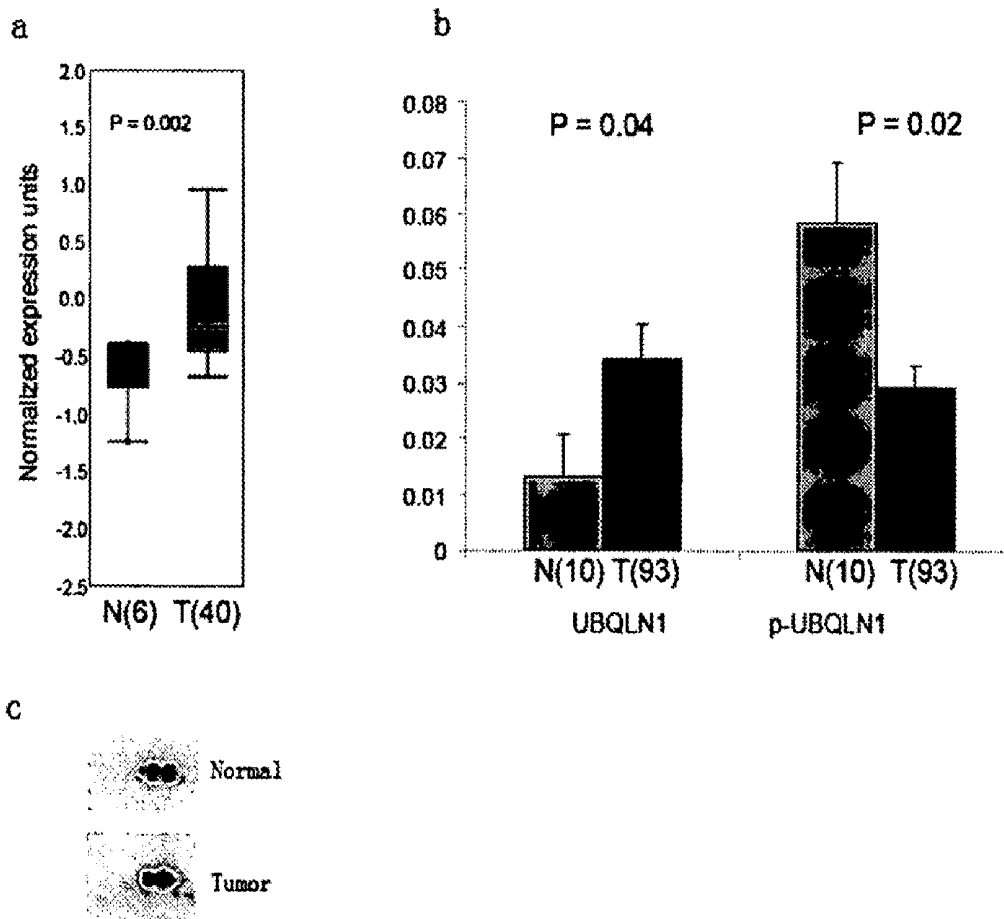 a
2.0
1.5
1.0
0.5
0.0
-0.5
-1.0
-1.5
-2.0
-2.5
Normalized expression units
P = 0.002
N(6) T(40)
b
0.08
0.07
0.06
0.05
0.04
0.03
0.02
0.01
0
P = 0.04 P = 0.02
N(10) T(93) N(10) T(93)
UBQLN1 p-UBQLN1
c
Normal
Tumor